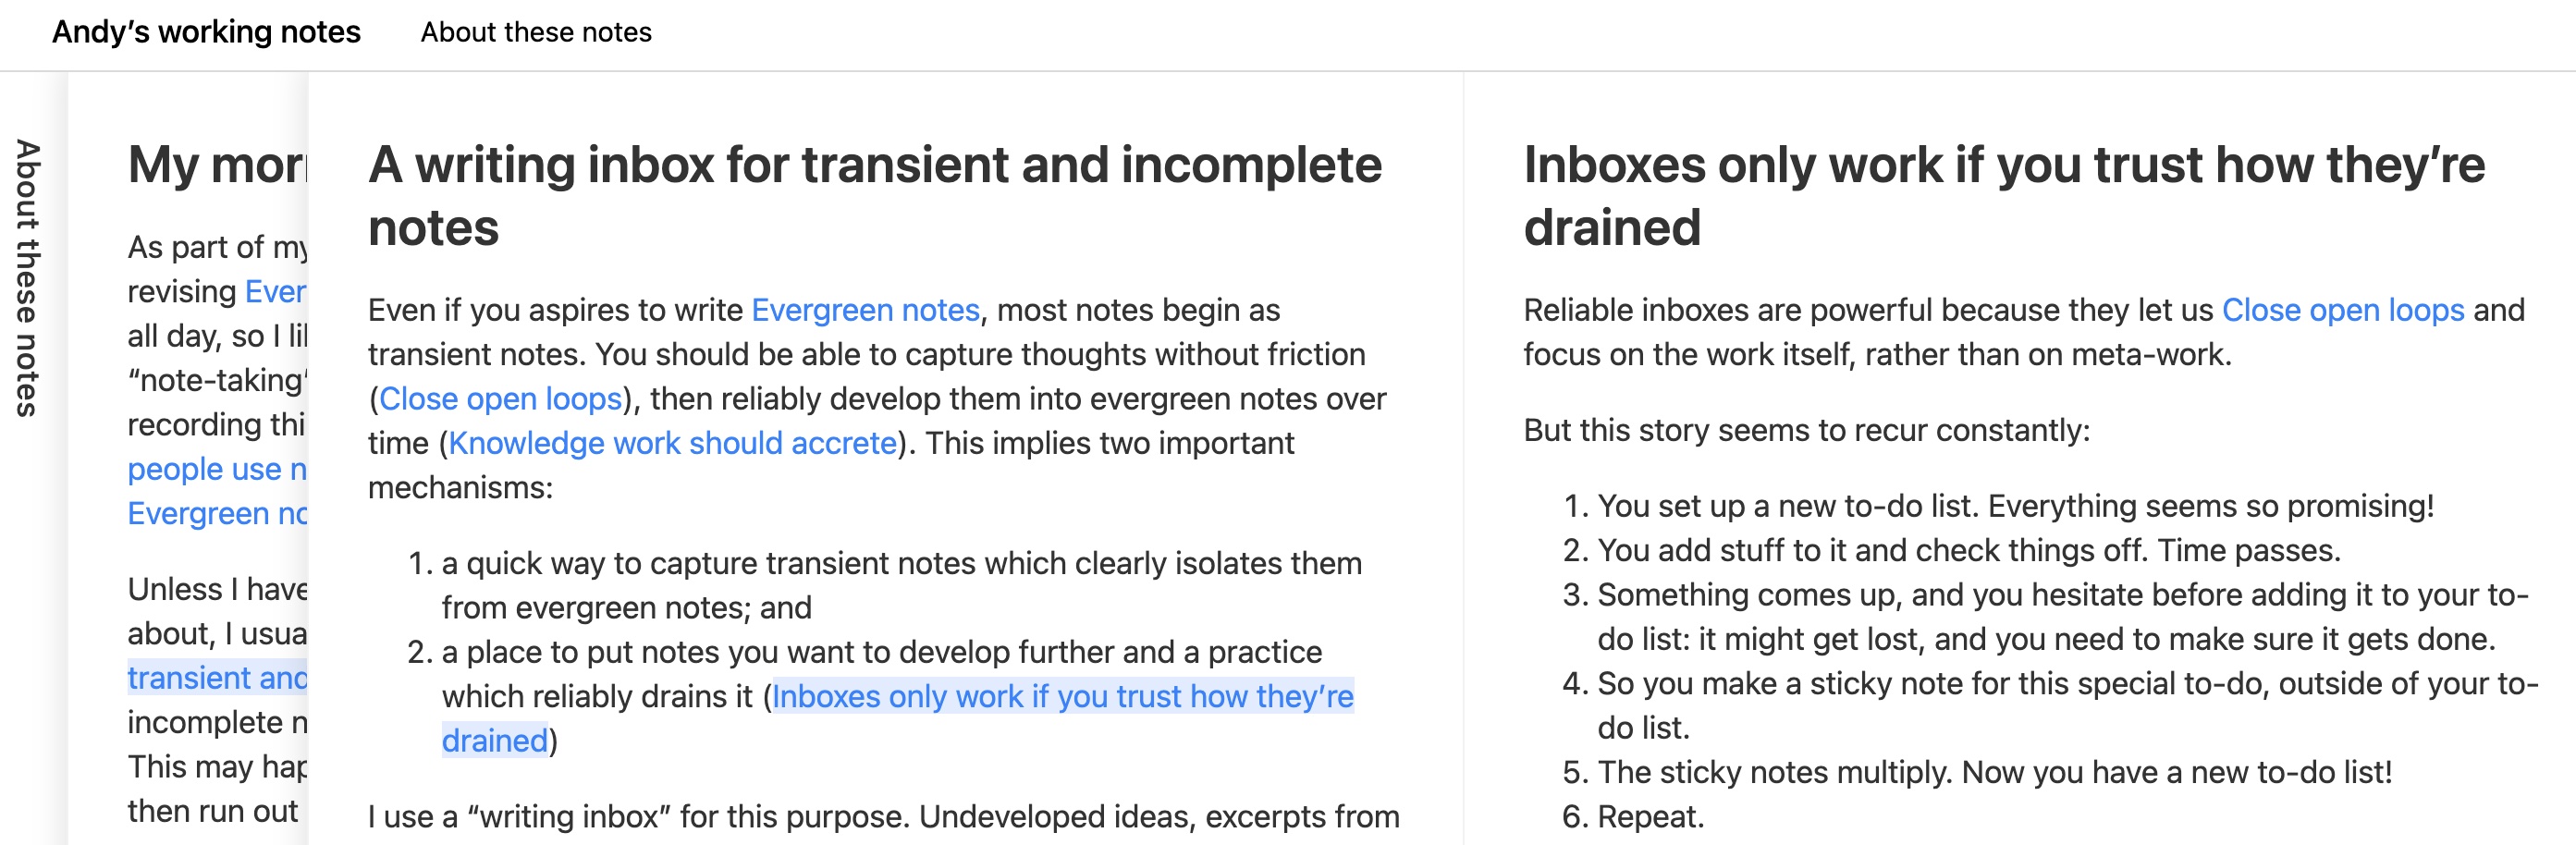 Andy’s working notes About these notes
About these notes
My
As part of my
revising
all day, so I
“note-taking”
recording
people use
Evergreen
Unless I have
about, I
transient
incomplete
This may
then run out
A writing inbox for transient and incomplete
notes
Even if you aspires to write Evergreen notes, most notes begin as
transient notes. You should be able to capture thoughts without friction
(Close open loops), then reliably develop them into evergreen notes over
time (Knowledge work should accrete). This implies two important
mechanisms:
1. a quick way to capture transient notes which clearly isolates them
from evergreen notes; and
2. a place to put notes you want to develop further and a practice
which reliably drains it (Inboxes only work if you trust how they’re
drained)
I use a “writing inbox” for this purpose. Undeveloped ideas, excerpts from
Inboxes only work if you trust how they’re
drained
Reliable inboxes are powerful because they let us Close open loops and
focus on the work itself, rather than on meta-work.
But this story seems to recur constantly:
1. You set up a new to-do list. Everything seems so promising!
2. You add stuff to it and check things off. Time passes.
3. Something comes up, and you hesitate before adding it to your to-
do list: it might get lost, and you need to make sure it gets done.
4. So you make a sticky note for this special to-do, outside of your to-
do list.
5. The sticky notes multiply. Now you have a new to-do list!
6. Repeat.